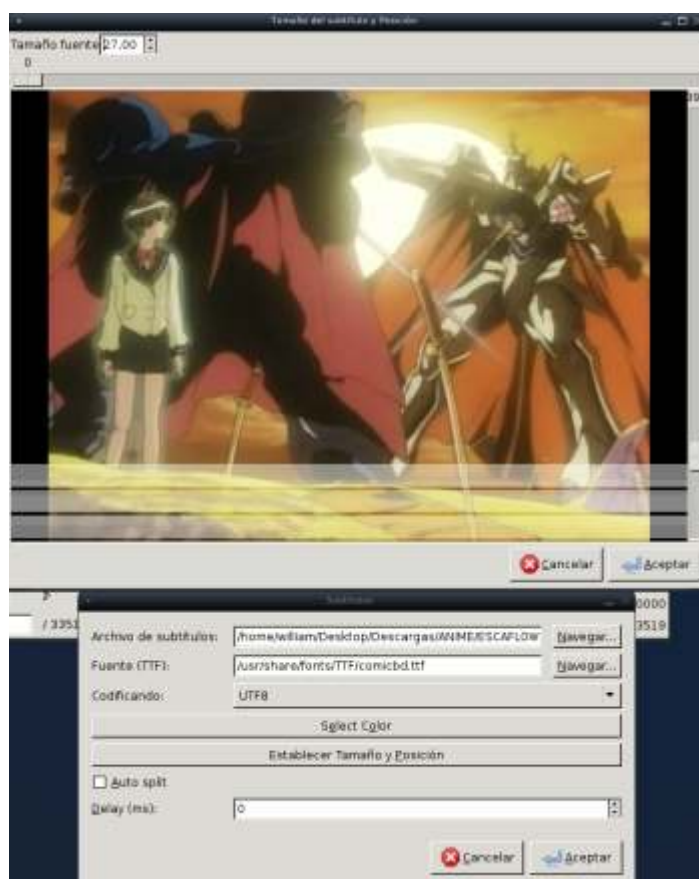 Tamaño del subtítulo y Posición
Tamaño fuente 27.00
0
Cancelar Aceptar
0000
/ 3351
3519
Subtítulos
Archivo de subtítulos: /home/william/Desktop/Descargas/ANIME/ESCAFLOW Navegar...
Fuente (TTF): /usr/share/fonts/TTF/comicbd.ttf Navegar...
Codificando: UTF8
Select Color
Establecer Tamaño y Posición
Auto split
Delay (ms): 0
Cancelar Aceptar